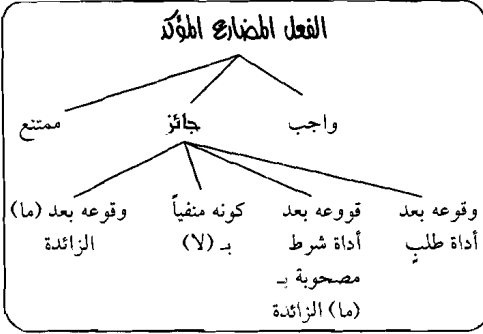 الفعل المضارع المؤكد
واجب
جائز
ممتنع
وقوعه بعد
أداة طلبٍ
قووعه بعد
أداة شرط
مصحوبة بـ
(ما) الزائدة
كونه منفياً
بـ (لا)
وقوعه بعد (ما)
الزائدة